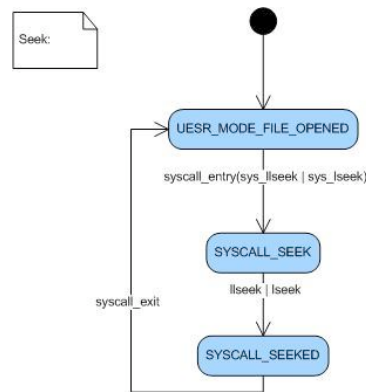 Seek:
UESR_MODE_FILE_OPENED
syscall_entry(sys_llseek | sys_lseek)
SYSCALL_SEEK
llseek | lseek
syscall_exit
SYSCALL_SEEKED